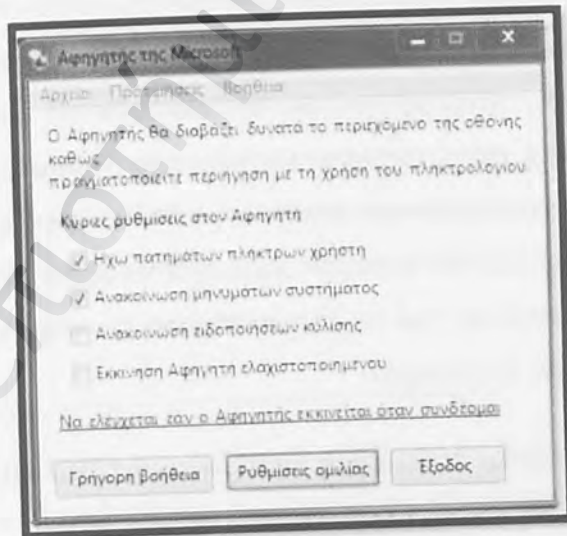 Αφηγητής της Microsoft
Αρχείο Προτιμήσεις Βοήθεια
Ο Αφηγητής θα διαβάζει δυνατά το περιεχόμενο της οθόνης
καθώς
πραγματοποιείτε περιήγηση με τη χρήση του πληκτρολογίου
Κύριες ρυθμίσεις στον Αφηγητή
Ηχώ πατημάτων πλήκτρων χρήστη
Ανακοίνωση μηνυμάτων συστήματος
Ανακοίνωση ειδοποιήσεων κύλισης
Εκκίνηση Αφηγητή ελαχιστοποιημένου
Να ελέγχεται εάν ο Αφηγητής εκκινείται όταν συνδέομαι
Γρήγορη βοήθεια Ρυθμίσεις ομιλίας Έξοδος